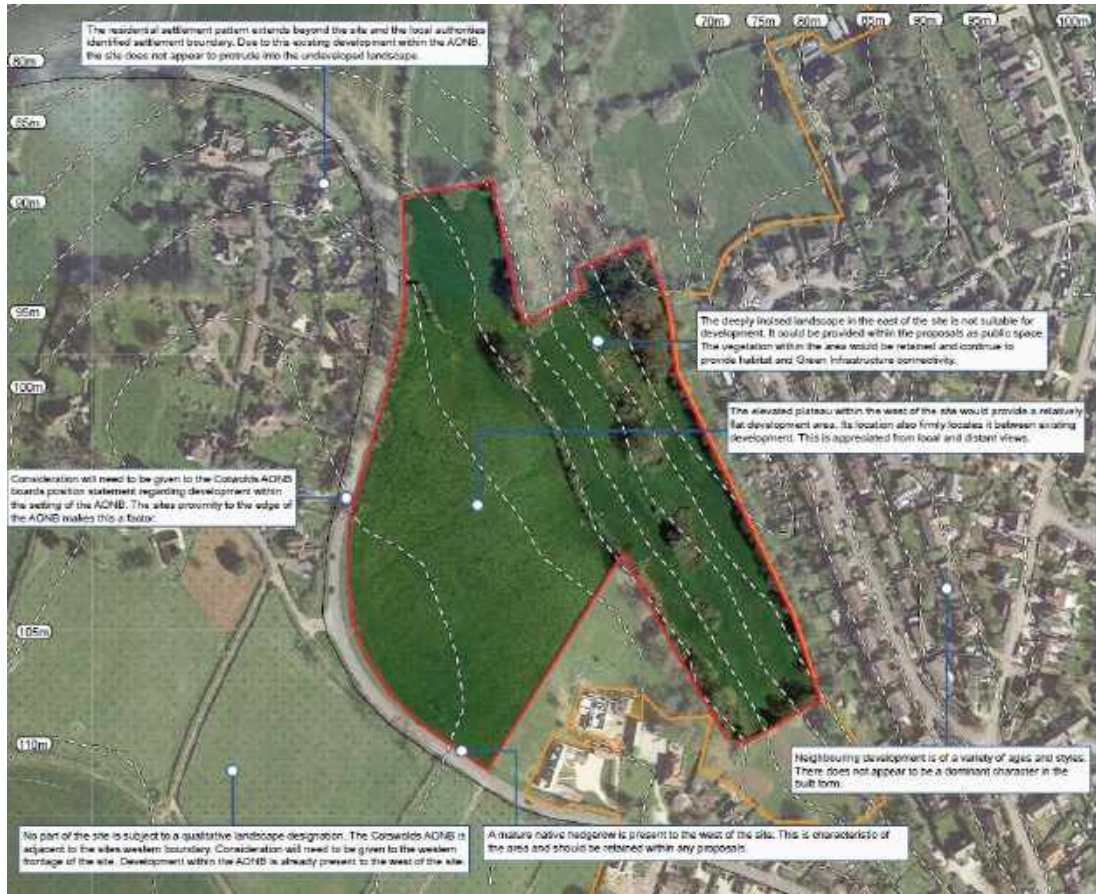 The residential settlement pattern extends beyond the site and the local authorities
identified settlement boundary. Due to this existing development within the AONB,
the site does not appear to protrude into the undeveloped landscape.
70m
75m
80m
85m
90m
95m
100m
80m
85m
90m
95m
100m
105m
110m
The deeply incised landscape in the east of the site is not suitable for
development. It could be provided within the proposals as public space.
The vegetation within the area would be retained and continue to
provide habitat and Green Infrastructure connectivity.
The elevated plateau within the west of the site would provide a relatively
flat development area. Its location also firmly locates it between existing
development. This is appreciated from local and distant views.
Consideration will need to be given to the Cotwolds AONB
boards position statement regarding development within
the setting of the AONB. The sites proximity to the edge of
the AONB makes this a factor.
Neighbouring development is of a variety of ages and styles.
There does not appear to be a dominant character in the
built form.
No part of the site is subject to a qualitative landscape designation. The Cotswolds AONB is
adjacent to the sites western boundary. Consideration will need to be given to the western
frontage of the site. Development within the AONB is already present to the west of the site.
A mature native hedgerow is present to the west of the site. This is characteristic of
the area and should be retained within any proposals.